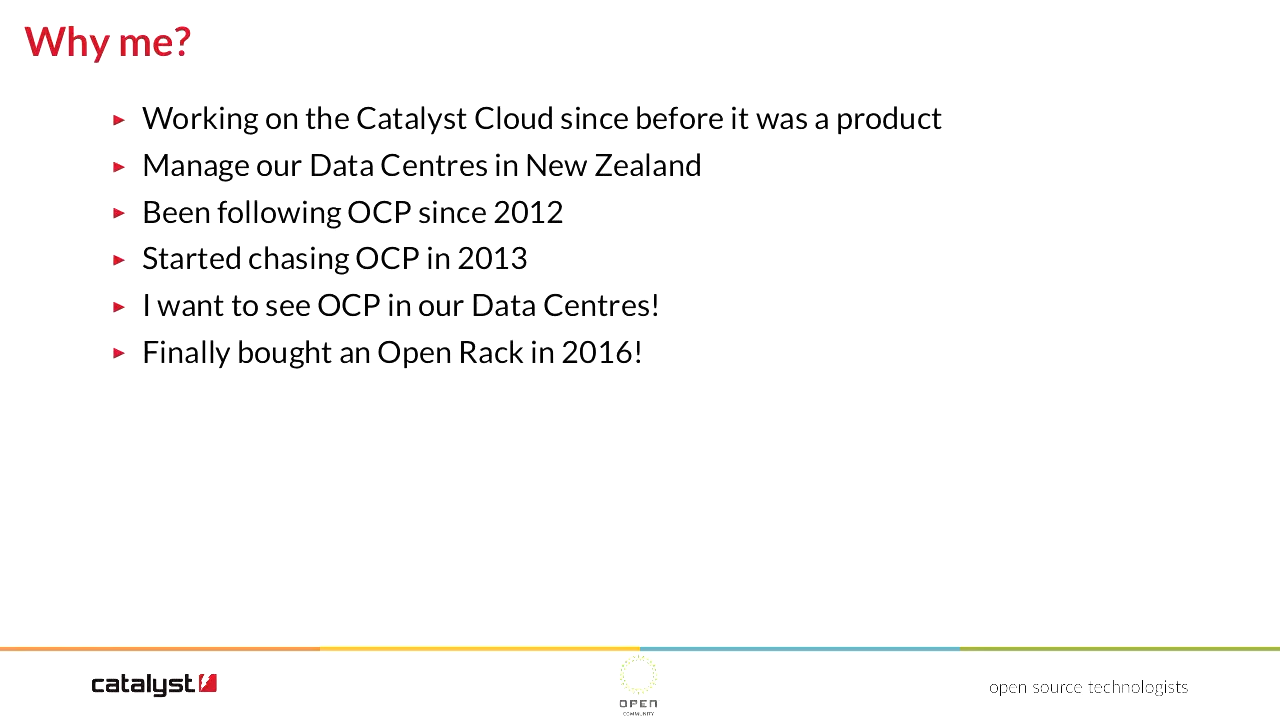 Why me?
Working on the Catalyst Cloud since before it was a product
Manage our Data Centres in New Zealand
Been following OCP since 2012
Started chasing OCP in 2013
I want to see OCP in our Data Centres!
Finally bought an Open Rack in 2016!
catalyst
OPEN
COMMUNITY
open source technologists